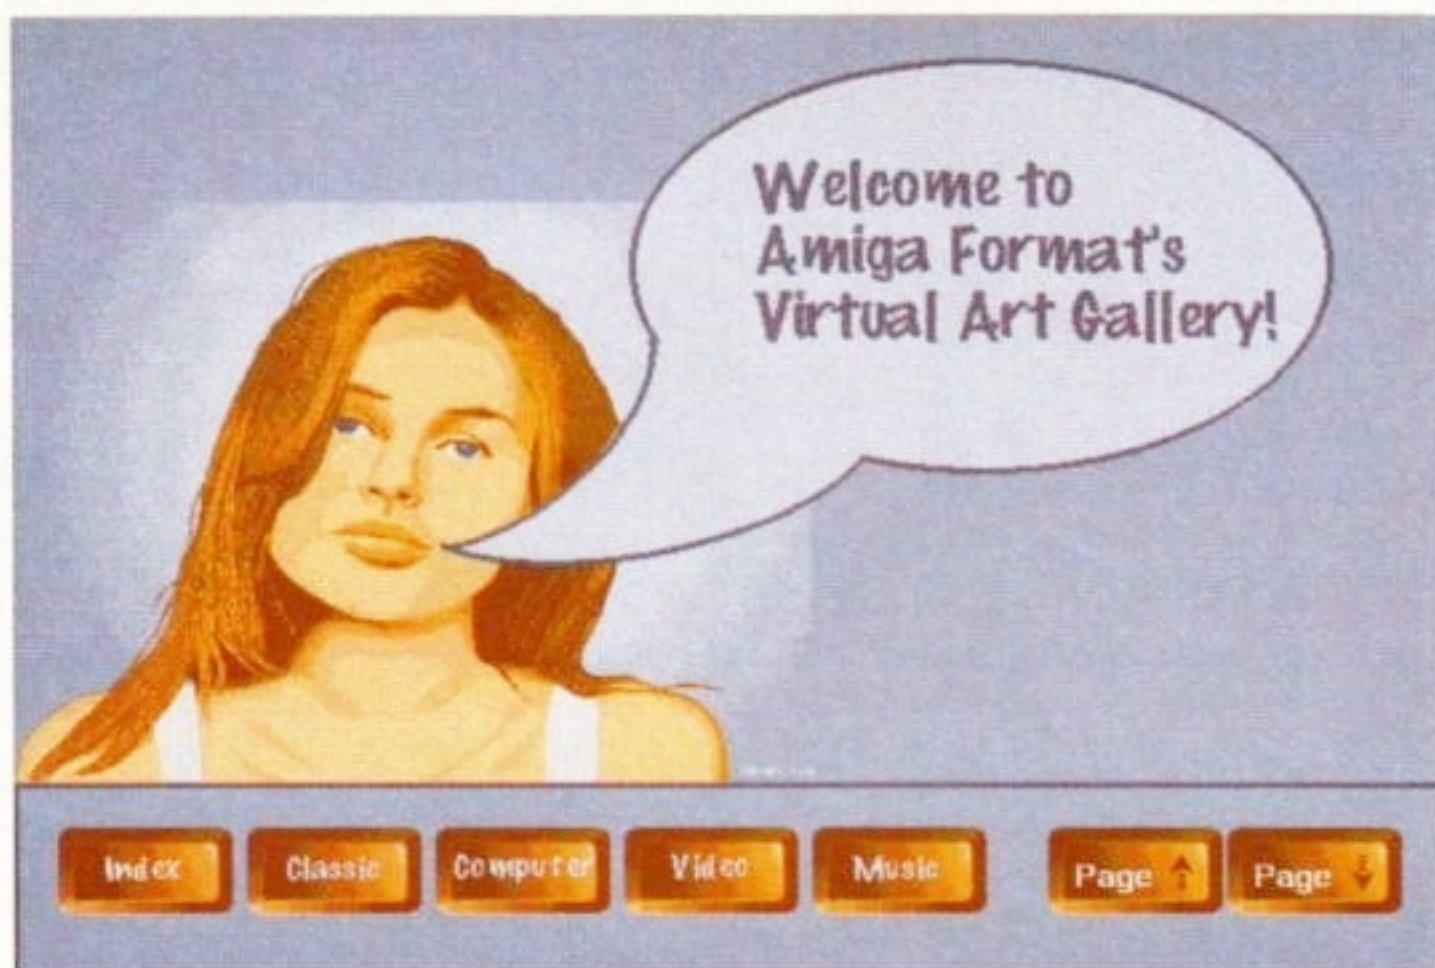 Welcome to
Amiga Format's
Virtual Art Gallery!
Index Classic Computer Video Music Page ↑ Page ↓